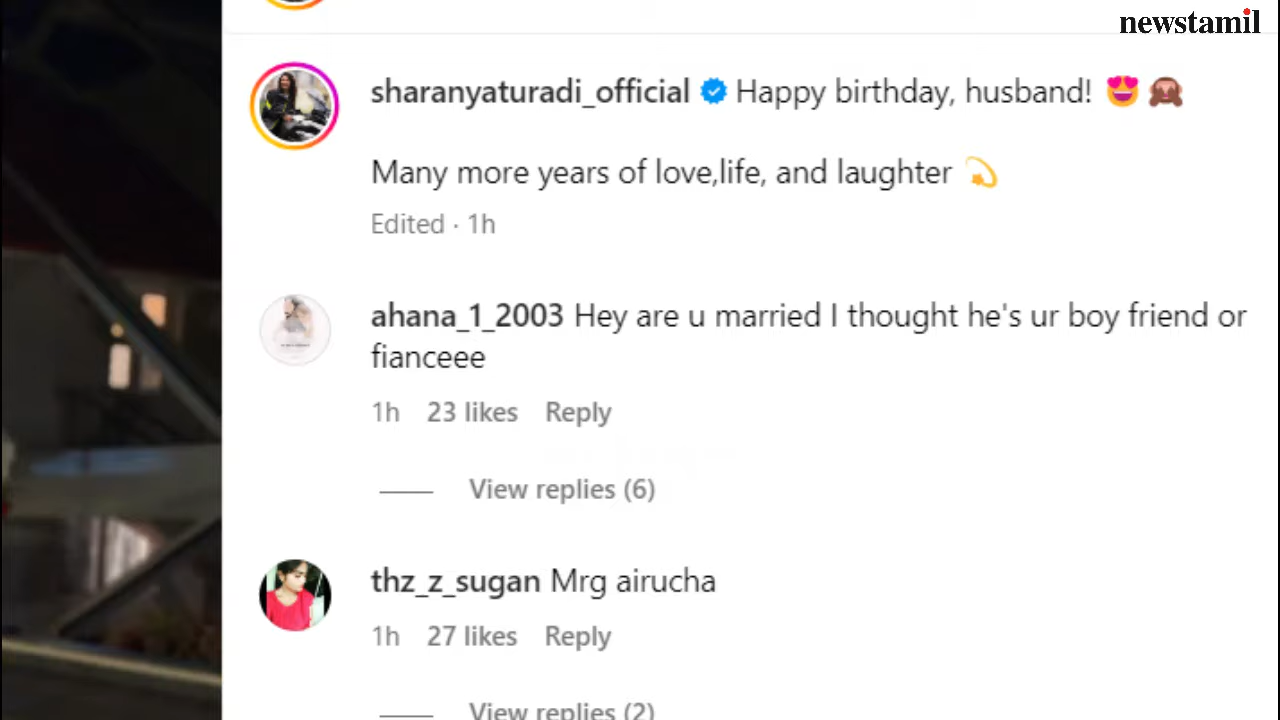 newstamil
sharanyaturadi_official Happy birthday, husband! 😍🙈
Many more years of love,life, and laughter 💫
Edited · 1h
ahana_1_2003 Hey are u married I thought he's ur boy friend or
fianceee
1h 23 likes Reply
View replies (6)
thz_z_sugan Mrg airucha
1h 27 likes Reply
View replies (2)